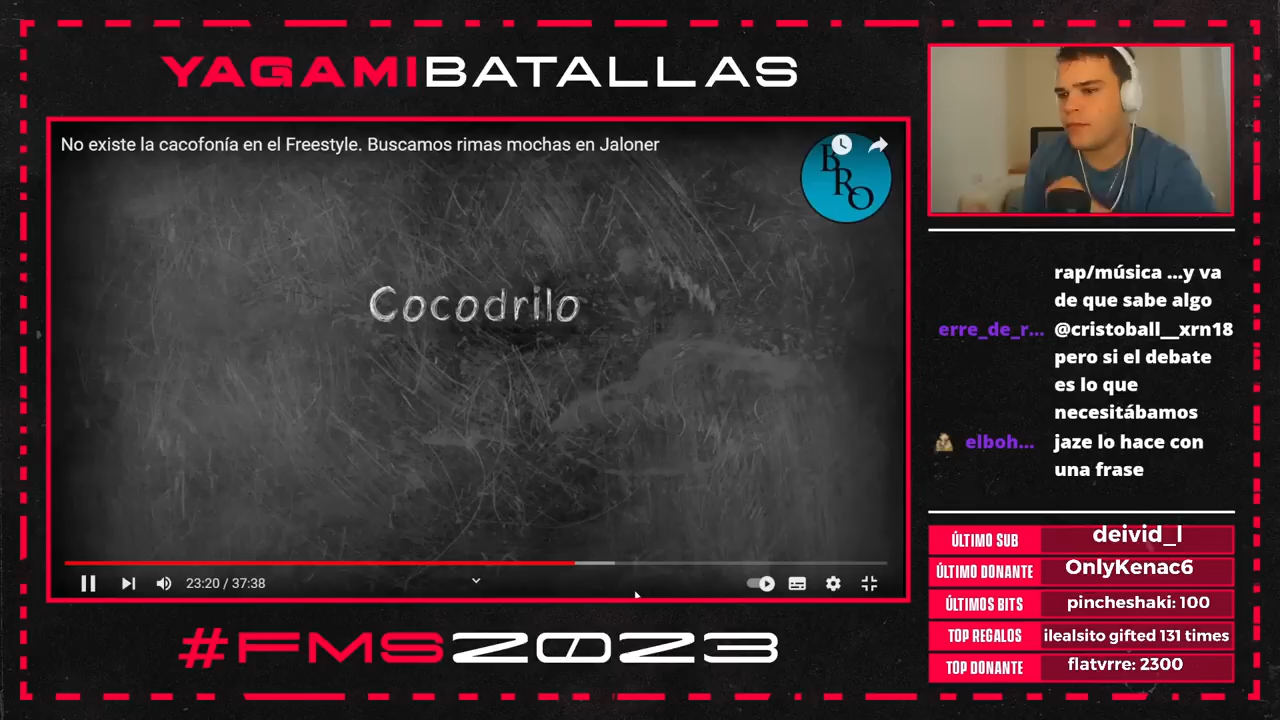 YAGAMIBATALLAS
No existe la cacofonía en el Freestyle. Buscamos rimas mochas en Jaloner
BRO
Cocodrilo
23:20 / 37:38
#FMS2023
rap/música ...y va
de que sabe algo
erre_de_r... @cristoball__xrn18
pero si el debate
es lo que
necesitábamos
elboh... jaze lo hace con
una frase
ÚLTIMO SUB deivid_l
ÚLTIMO DONANTE OnlyKenac6
ÚLTIMOS BITS pincheshaki: 100
TOP REGALOS ilealsito gifted 131 times
TOP DONANTE flatvrre: 2300